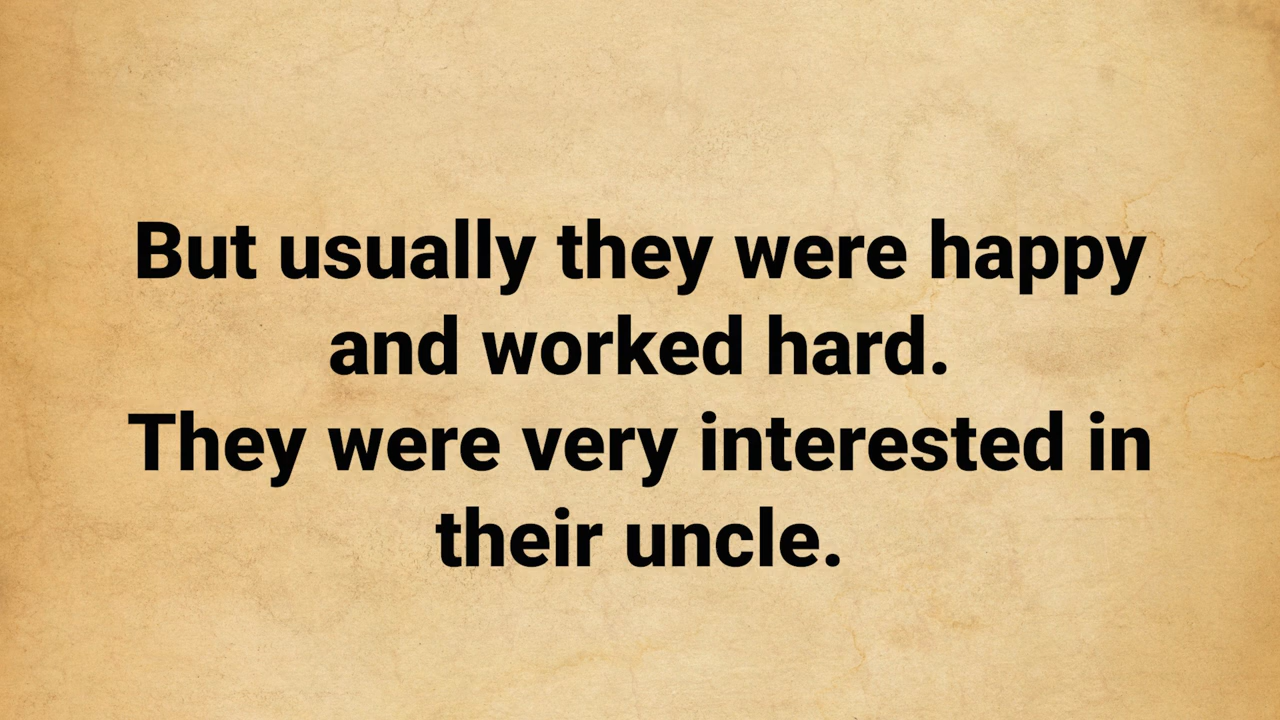 But usually they were happy
and worked hard.
They were very interested in
their uncle.